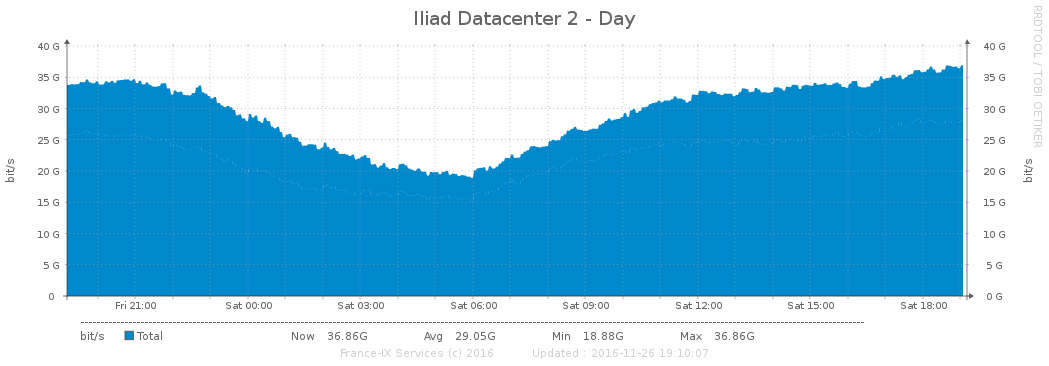 Iliad Datacenter 2 - Day
RRDTOOL / TOBI OETIKER
bit/s
40 G 40 G
35 G 35 G
30 G 30 G
25 G 25 G
20 G 20 G
15 G 15 G
10 G 10 G
5 G 5 G
0 0 G
bit/s
Fri 21:00 Sat 00:00 Sat 03:00 Sat 06:00 Sat 09:00 Sat 12:00 Sat 15:00 Sat 18:00
bit/s Total Now 36.86G Avg 29.05G Min 18.88G Max 36.86G
France-IX Services (c) 2016 Updated : 2016-11-26 19:10:07